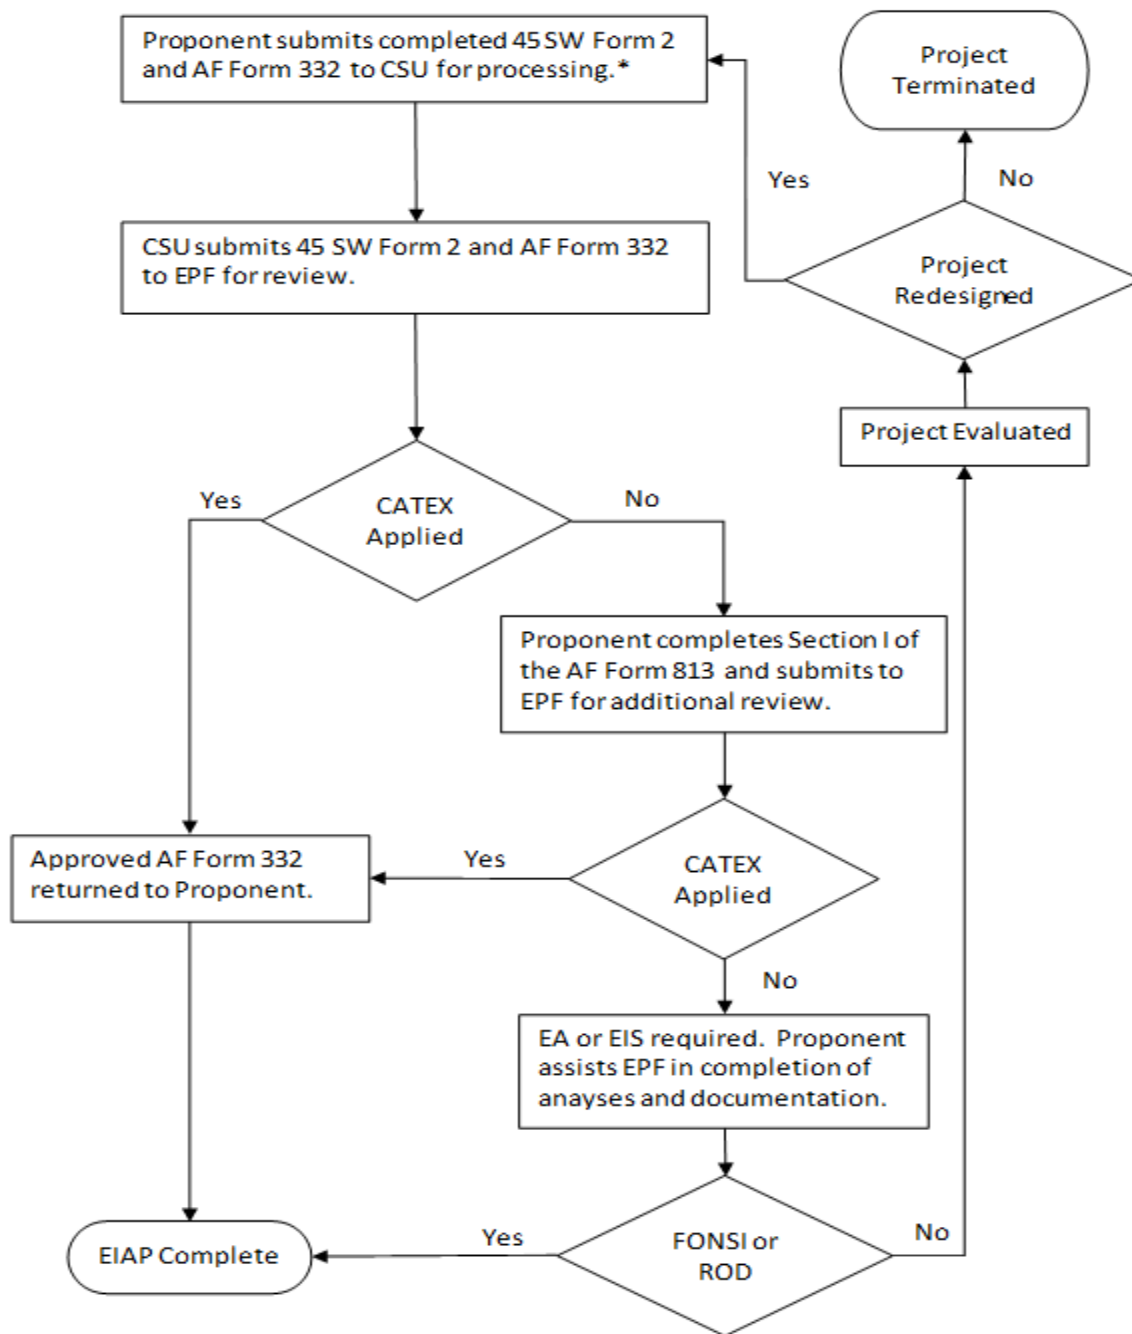 Proponent submits completed 45 SW Form 2
and AF Form 332 to CSU for processing.*
Project
Terminated
Yes
No
CSU submits 45 SW Form 2 and AF Form 332
to EPF for review.
Project
Redesigned
Project Evaluated
Yes
CATEX
Applied
No
Proponent completes Section I of
the AF Form 813 and submits to
EPF for additional review.
Approved AF Form 332
returned to Proponent.
Yes
CATEX
Applied
No
EA or EIS required. Proponent
assists EPF in completion of
anayses and documentation.
EIAP Complete
Yes
FONSI or
ROD
No